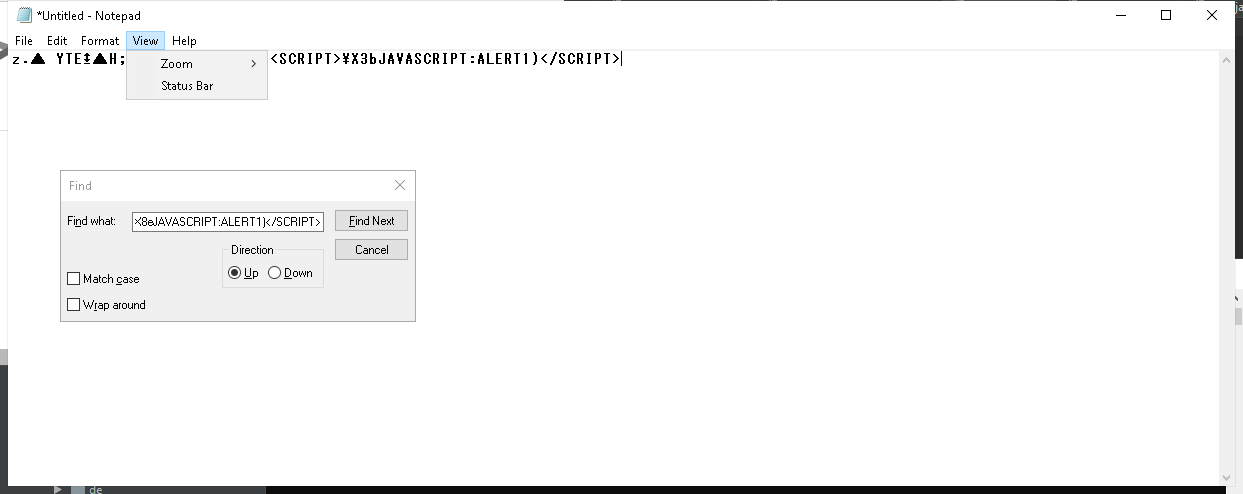 *Untitled - Notepad
File Edit Format View Help
z.▲ YTE‡▲H; <SCRIPT>¥X3bJAVASCRIPT:ALERT1)</SCRIPT>
Zoom >
Status Bar
Find
Find what: X8eJAVASCRIPT:ALERT1)</SCRIPT> Find Next
Cancel
Direction
Up Down
Match case
Wrap around
de